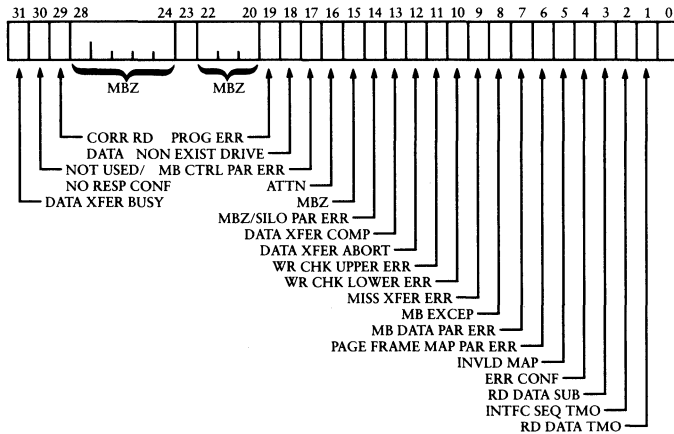 31 30 29 28 24 23 22 20 19 18 17 16 15 14 13 12 11 10 9 8 7 6 5 4 3 2 1 0
MBZ MBZ
CORR RD PROG ERR
DATA NON EXIST DRIVE
NOT USED/ MB CTRL PAR ERR
NO RESP CONF ATTN
DATA XFER BUSY MBZ
MBZ/SILO PAR ERR
DATA XFER COMP
DATA XFER ABORT
WR CHK UPPER ERR
WR CHK LOWER ERR
MISS XFER ERR
MB EXCEP
MB DATA PAR ERR
PAGE FRAME MAP PAR ERR
INVLD MAP
ERR CONF
RD DATA SUB
INTFC SEQ TMO
RD DATA TMO